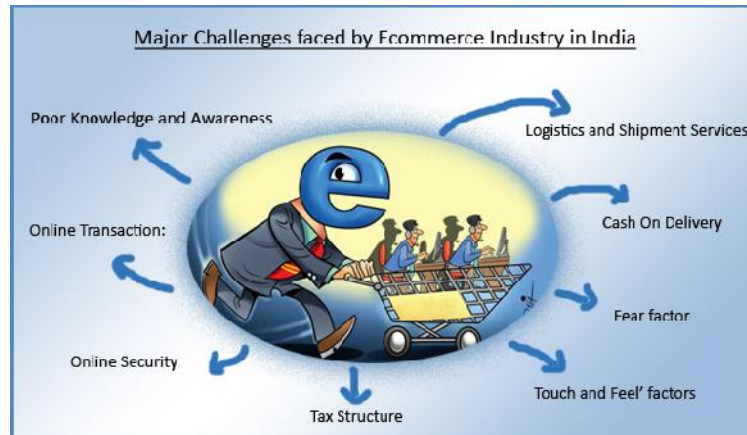 Major Challenges faced by Ecommerce Industry in India
Poor Knowledge and Awareness
Logistics and Shipment Services
Online Transaction:
Cash On Delivery
Fear factor
Online Security
Touch and Feel’ factors
Tax Structure
e